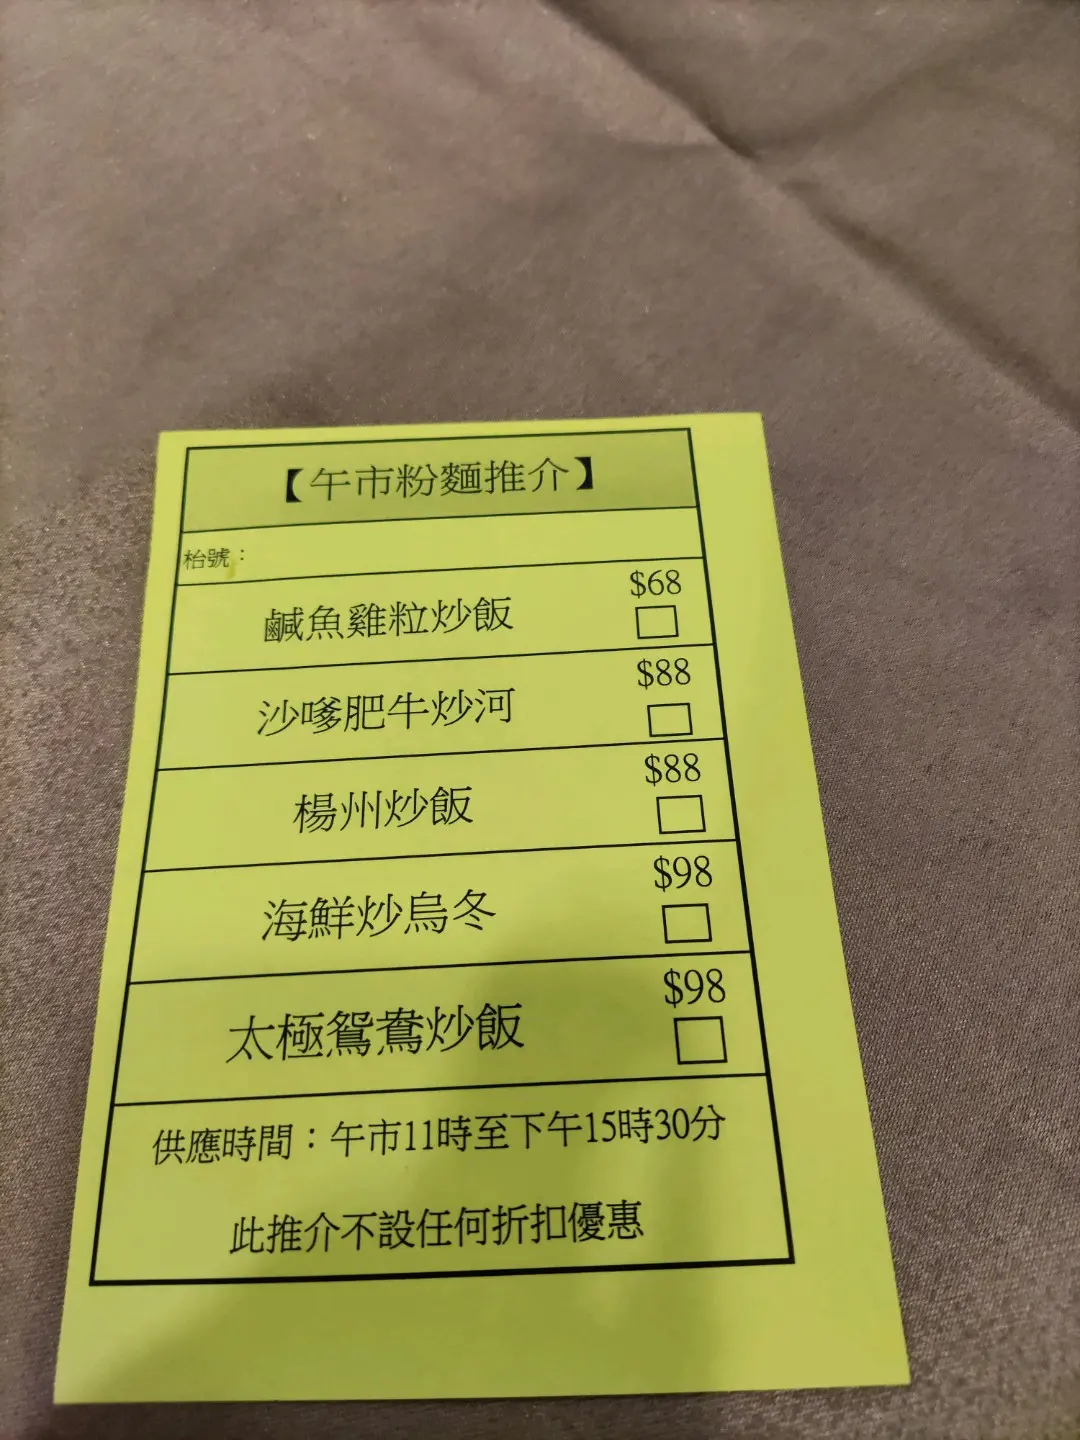 【午市粉麵推介】
枱號：
鹹魚雞粒炒飯 $68
沙嗲肥牛炒河 $88
楊州炒飯 $88
海鮮炒烏冬 $98
太極鴛鴦炒飯 $98
供應時間：午市11時至下午15時30分
此推介不設任何折扣優惠